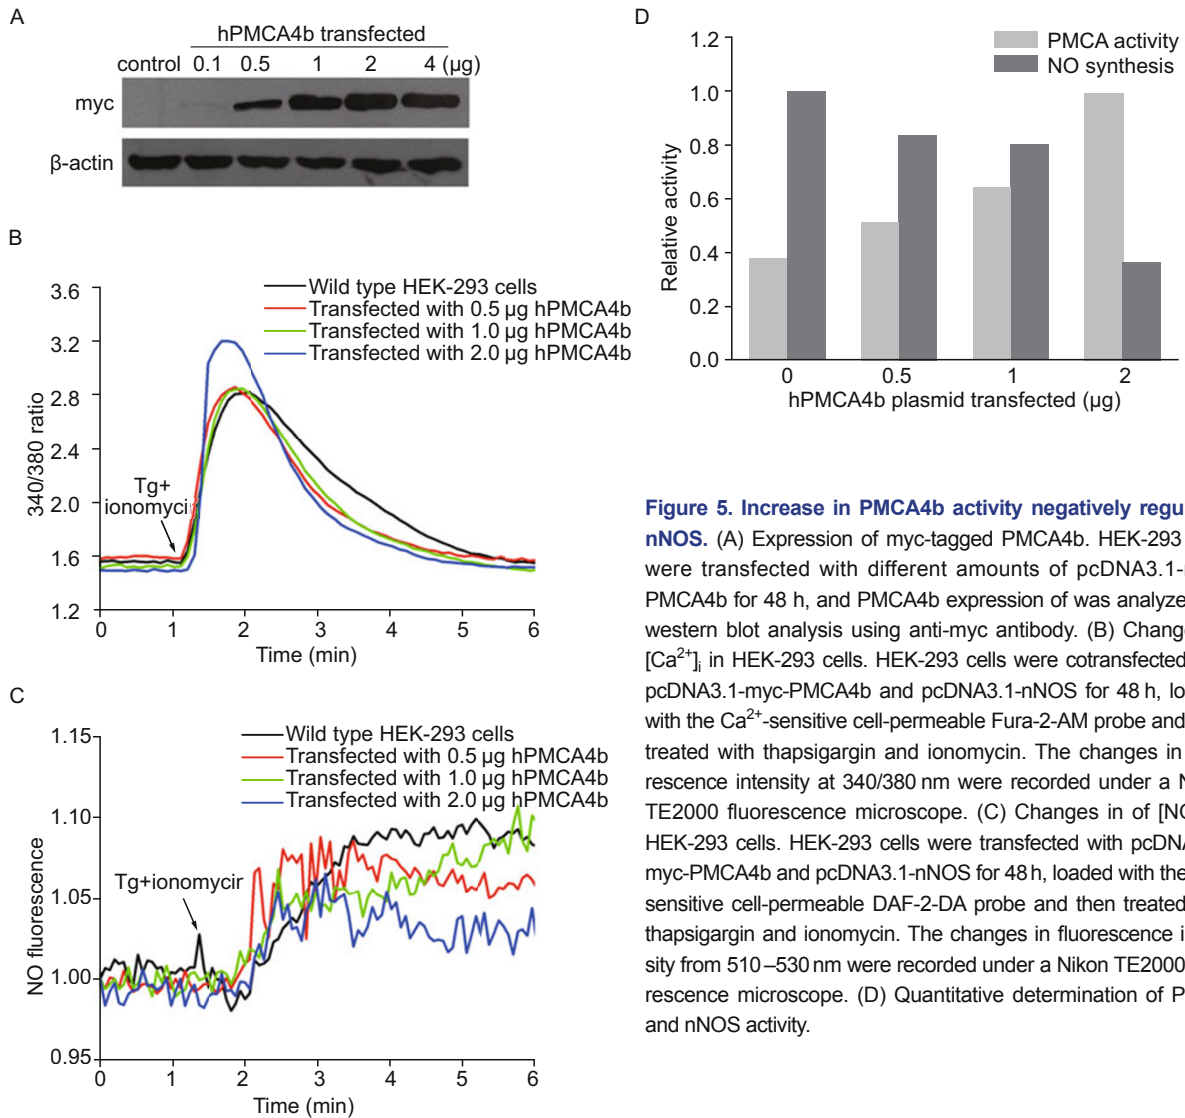 A
hPMCA4b transfected
control 0.1 0.5 1 2 4 (µg)
myc
β-actin
B
340/380 ratio
3.6
3.2
2.8
2.4
2.0
1.6
1.2
Wild type HEK-293 cells
Transfected with 0.5 µg hPMCA4b
Transfected with 1.0 µg hPMCA4b
Transfected with 2.0 µg hPMCA4b
Tg+
ionomyci
0 1 2 3 4 5 6
Time (min)
C
NO fluorescence
1.15
1.10
1.05
1.00
0.95
Wild type HEK-293 cells
Transfected with 0.5 µg hPMCA4b
Transfected with 1.0 µg hPMCA4b
Transfected with 2.0 µg hPMCA4b
Tg+ionomycir
0 1 2 3 4 5 6
Time (min)
D
Relative activity
1.2
1.0
0.8
0.6
0.4
0.2
0.0
PMCA activity
NO synthesis
0 0.5 1 2
hPMCA4b plasmid transfected (µg)
Figure 5. Increase in PMCA4b activity negatively regu
nNOS. (A) Expression of myc-tagged PMCA4b. HEK-293
were transfected with different amounts of pcDNA3.1-
PMCA4b for 48 h, and PMCA4b expression of was analyze
western blot analysis using anti-myc antibody. (B) Change
[Ca²⁺]ᵢ in HEK-293 cells. HEK-293 cells were cotransfected
pcDNA3.1-myc-PMCA4b and pcDNA3.1-nNOS for 48 h, lo
with the Ca²⁺-sensitive cell-permeable Fura-2-AM probe and
treated with thapsigargin and ionomycin. The changes in
rescence intensity at 340/380 nm were recorded under a N
TE2000 fluorescence microscope. (C) Changes in of [NO
HEK-293 cells. HEK-293 cells were transfected with pcDNA
myc-PMCA4b and pcDNA3.1-nNOS for 48 h, loaded with the
sensitive cell-permeable DAF-2-DA probe and then treated
thapsigargin and ionomycin. The changes in fluorescence i
sity from 510–530 nm were recorded under a Nikon TE2000
rescence microscope. (D) Quantitative determination of P
and nNOS activity.